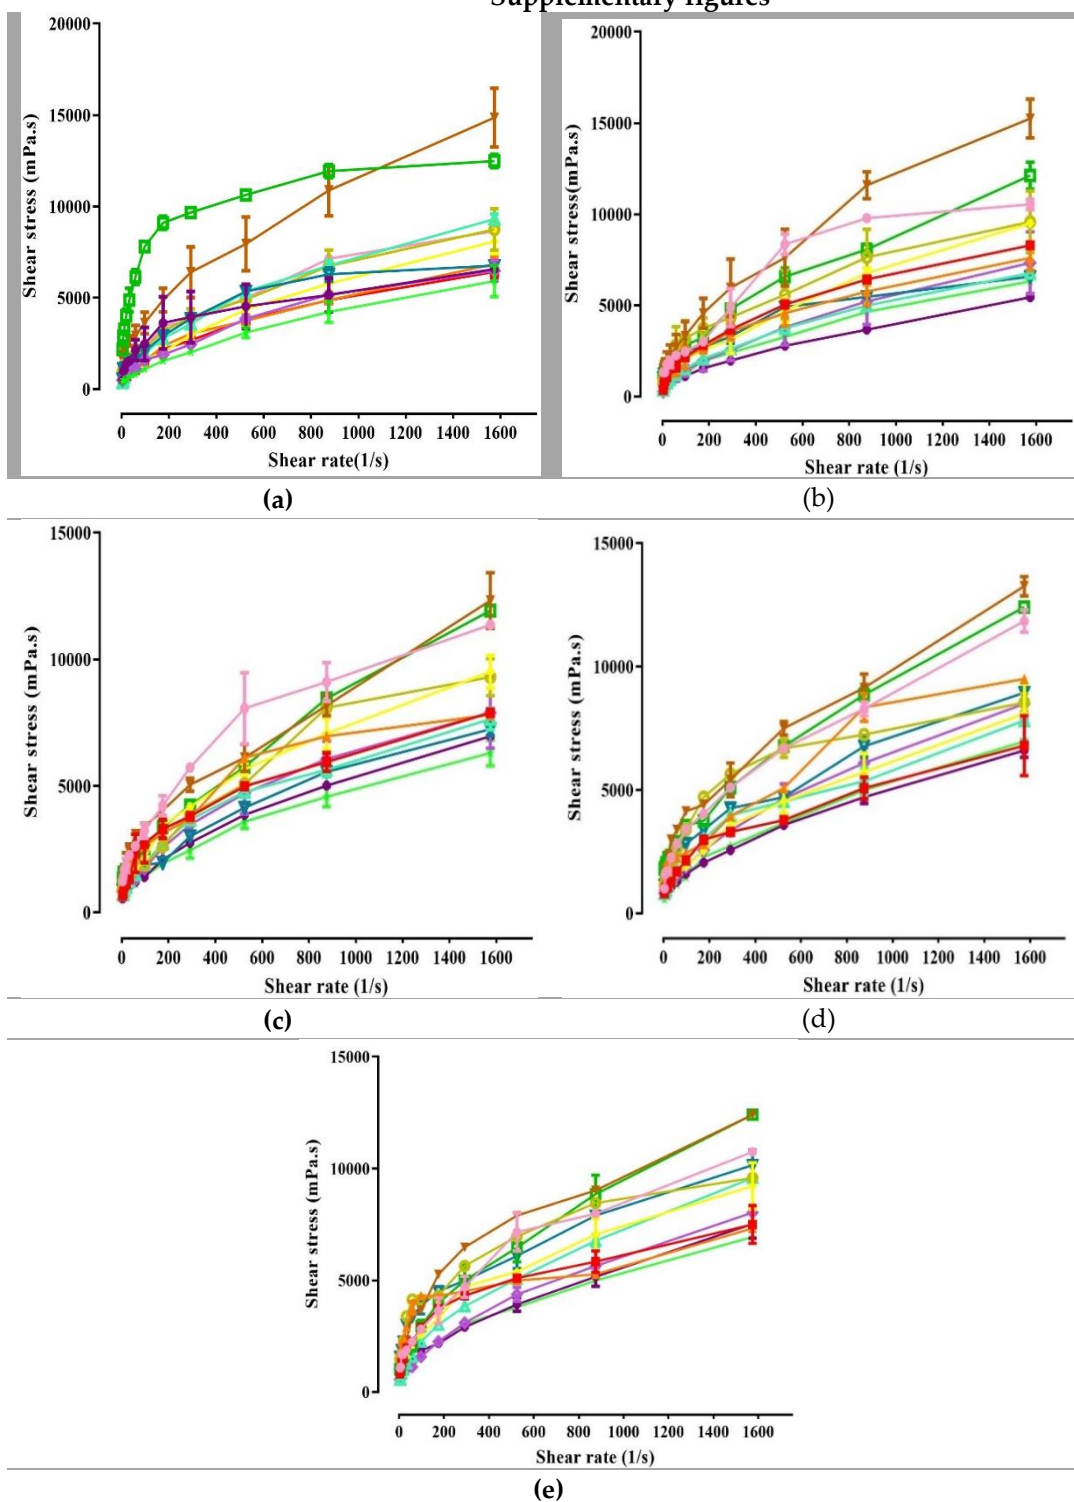 Supplementary figures
20000
15000
10000
5000
0
Shear stress (mPa.s)
0 200 400 600 800 1000 1200 1400 1600
Shear rate(1/s)
(a)
20000
15000
10000
5000
0
Shear stress(mPa.s)
0 200 400 600 800 1000 1200 1400 1600
Shear rate (1/s)
(b)
15000
10000
5000
0
Shear stress (mPa.s)
0 200 400 600 800 1000 1200 1400 1600
Shear rate (1/s)
(c)
15000
10000
5000
0
Shear stress (mPa.s)
0 200 400 600 800 1000 1200 1400 1600
Shear rate (1/s)
(d)
15000
10000
5000
0
Shear stress (mPa.s)
0 200 400 600 800 1000 1200 1400 1600
Shear rate (1/s)
(e)